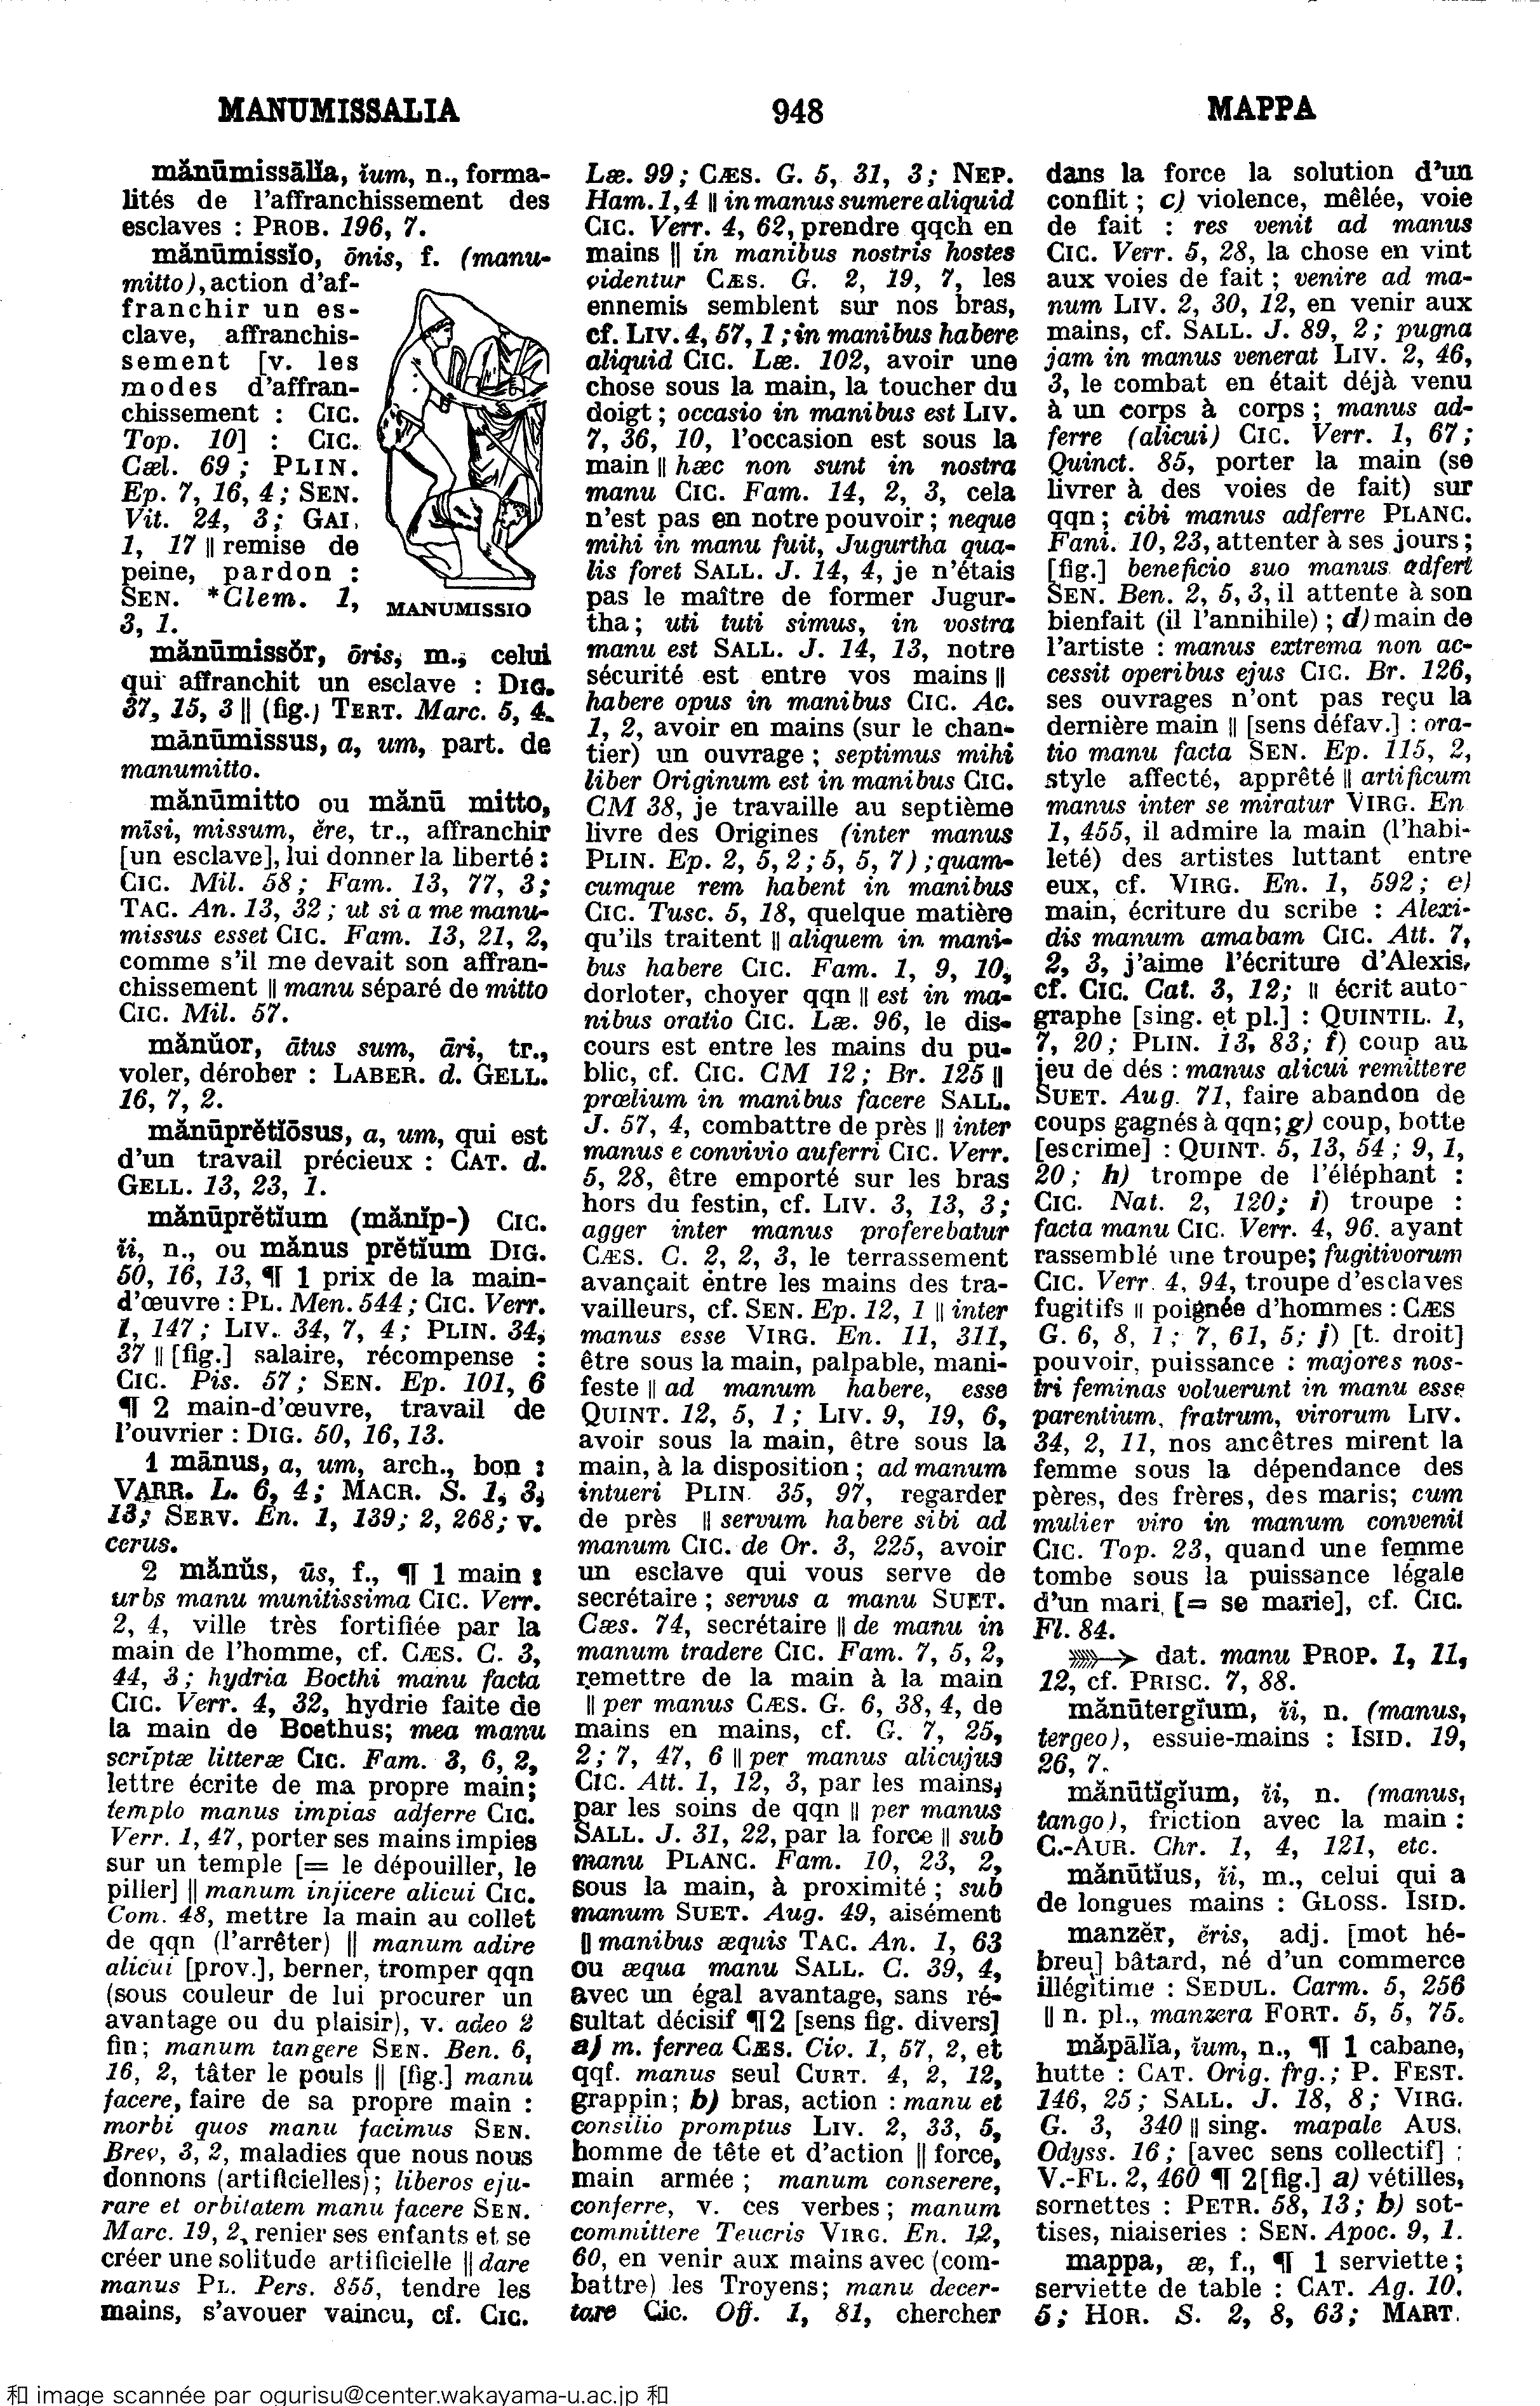 MANUMISSALIA
948
MAPPA
mănūmissālĭa, ĭum, n., forma-
lités de l'affranchissement des
esclaves : PROB. 196, 7.
mănūmissĭo, ōnis, f. (manu-
mitto), action d'af-
franchir un es-
clave, affranchis-
sement [v. les
modes d'affran-
chissement : CIC.
Top. 10] : CIC.
Cæl. 69 ; PLIN.
Ep. 7, 16, 4 ; SEN.
Vit. 24, 3 ; GAI.
1, 17 || remise de
peine, pardon :
SEN. *Clem. 1,
3, 1.
MANUMISSIO
mănūmissŏr, ōris, m., celui
qui affranchit un esclave : DIG.
37, 15, 3 || (fig.) TERT. Marc. 5, 4.
mănūmissus, a, um, part. de
manumitto.
mănūmitto ou mănū mitto,
mīsi, missum, ĕre, tr., affranchir
[un esclave], lui donner la liberté :
CIC. Mil. 58 ; Fam. 13, 77, 3 ;
TAC. An. 13, 32 ; ut si a me manu-
missus esset CIC. Fam. 13, 21, 2,
comme s'il me devait son affran-
chissement || manu séparé de mitto
CIC. Mil. 57.
mănŭor, ātus sum, āri, tr.,
voler, dérober : LABER. d. GELL.
16, 7, 2.
mănūprĕtĭōsus, a, um, qui est
d'un travail précieux : CAT. d.
GELL. 13, 23, 1.
mănūprĕtĭum (mănĭp-) CIC.
ĭi, n., ou mănus prĕtĭum DIG.
50, 16, 13, ¶ 1 prix de la main-
d'œuvre : PL. Men. 544 ; CIC. Verr.
1, 147 ; LIV. 34, 7, 4 ; PLIN. 34,
37 || [fig.] salaire, récompense :
CIC. Pis. 57 ; SEN. Ep. 101, 6
¶ 2 main-d'œuvre, travail de
l'ouvrier : DIG. 50, 16, 13.
1 mānus, a, um, arch., bon :
VARR. L. 6, 4 ; MACR. S. 1, 3,
13 ; SERV. En. 1, 139 ; 2, 268 ; v.
cerus.
2 mănŭs, ūs, f., ¶ 1 main :
urbs manu munitissima CIC. Verr.
2, 4, ville très fortifiée par la
main de l'homme, cf. CÆS. C. 3,
44, 3 ; hydria Boethi manu facta
CIC. Verr. 4, 32, hydrie faite de
la main de Boethus; mea manu
scriptæ litteræ CIC. Fam. 3, 6, 2,
lettre écrite de ma propre main;
templo manus impias adferre CIC.
Verr. 1, 47, porter ses mains impies
sur un temple [= le dépouiller, le
piller] || manum injicere alicui CIC.
Com. 48, mettre la main au collet
de qqn (l'arrêter) || manum adire
alicui [prov.], berner, tromper qqn
(sous couleur de lui procurer un
avantage ou du plaisir), v. adeo 2
fin; manum tangere SEN. Ben. 6,
16, 2, tâter le pouls || [fig.] manu
facere, faire de sa propre main :
morbi quos manu facimus SEN.
Brev, 3, 2, maladies que nous nous
donnons (artificielles); liberos eju-
rare et orbitatem manu facere SEN.
Marc. 19, 2, renier ses enfants et se
créer une solitude artificielle || dare
manus PL. Pers. 855, tendre les
mains, s'avouer vaincu, cf. CIC.
Læ. 99 ; CÆS. G. 5, 31, 3 ; NEP.
Ham. 1, 4 || in manus sumere aliquid
CIC. Verr. 4, 62, prendre qqch en
mains || in manibus nostris hostes
videntur CÆS. G. 2, 19, 7, les
ennemis semblent sur nos bras,
cf. LIV. 4, 57, 1 ; in manibus habere
aliquid CIC. Læ. 102, avoir une
chose sous la main, la toucher du
doigt ; occasio in manibus est LIV.
7, 36, 10, l'occasion est sous la
main || hæc non sunt in nostra
manu CIC. Fam. 14, 2, 3, cela
n'est pas en notre pouvoir ; neque
mihi in manu fuit, Jugurtha qua-
lis foret SALL. J. 14, 4, je n'étais
pas le maître de former Jugur-
tha ; uti tuti simus, in vostra
manu est SALL. J. 14, 13, notre
sécurité est entre vos mains ||
habere opus in manibus CIC. Ac.
1, 2, avoir en mains (sur le chan-
tier) un ouvrage ; septimus mihi
liber Originum est in manibus CIC.
CM 38, je travaille au septième
livre des Origines (inter manus
PLIN. Ep. 2, 5, 2 ; 5, 5, 7) ; quam-
cumque rem habent in manibus
CIC. Tusc. 5, 18, quelque matière
qu'ils traitent || aliquem in mani-
bus habere CIC. Fam. 1, 9, 10,
dorloter, choyer qqn || est in ma-
nibus oratio CIC. Læ. 96, le dis-
cours est entre les mains du pu-
blic, cf. CIC. CM 12 ; Br. 125 ||
prœlium in manibus facere SALL.
J. 57, 4, combattre de près || inter
manus e convivio auferri CIC. Verr.
5, 28, être emporté sur les bras
hors du festin, cf. LIV. 3, 13, 3 ;
agger inter manus proferebatur
CÆS. C. 2, 2, 3, le terrassement
avançait entre les mains des tra-
vailleurs, cf. SEN. Ep. 12, 1 || inter
manus esse VIRG. En. 11, 311,
être sous la main, palpable, mani-
feste || ad manum habere, esse
QUINT. 12, 5, 1 ; LIV. 9, 19, 6,
avoir sous la main, être sous la
main, à la disposition ; ad manum
intueri PLIN. 35, 97, regarder
de près || servum habere sibi ad
manum CIC. de Or. 3, 225, avoir
un esclave qui vous serve de
secrétaire ; servus a manu SUET.
Cæs. 74, secrétaire || de manu in
manum tradere CIC. Fam. 7, 5, 2,
remettre de la main à la main
|| per manus CÆS. G. 6, 38, 4, de
mains en mains, cf. G. 7, 25,
2 ; 7, 47, 6 || per manus alicujus
CIC. Att. 1, 12, 3, par les mains,
par les soins de qqn || per manus
SALL. J. 31, 22, par la force || sub
manu PLANC. Fam. 10, 23, 2,
sous la main, à proximité ; sub
manum SUET. Aug. 49, aisément
|| manibus æquis TAC. An. 1, 63
ou æqua manu SALL. C. 39, 4,
avec un égal avantage, sans ré-
sultat décisif ¶ 2 [sens fig. divers]
a) m. ferrea CÆS. Civ. 1, 57, 2, et
qqf. manus seul CURT. 4, 2, 12,
grappin ; b) bras, action : manu et
consilio promptus LIV. 2, 33, 5,
homme de tête et d'action || force,
main armée ; manum conserere,
conferre, v. ces verbes ; manum
committere Teucris VIRG. En. 12,
60, en venir aux mains avec (com-
battre) les Troyens; manu decer-
tare Cic. Off. 1, 81, chercher
dans la force la solution d'un
conflit ; c) violence, mêlée, voie
de fait : res venit ad manus
CIC. Verr. 5, 28, la chose en vint
aux voies de fait ; venire ad ma-
num LIV. 2, 30, 12, en venir aux
mains, cf. SALL. J. 89, 2 ; pugna
jam in manus venerat LIV. 2, 46,
3, le combat en était déjà venu
à un corps à corps ; manus ad-
ferre (alicui) CIC. Verr. 1, 67 ;
Quinct. 85, porter la main (se
livrer à des voies de fait) sur
qqn ; cibi manus adferre PLANC.
Fani. 10, 23, attenter à ses jours ;
[fig.] beneficio suo manus adfert
SEN. Ben. 2, 5, 3, il attente à son
bienfait (il l'annihile) ; d) main de
l'artiste : manus extrema non ac-
cessit operibus ejus CIC. Br. 126,
ses ouvrages n'ont pas reçu la
dernière main || [sens défav.] : ora-
tio manu facta SEN. Ep. 115, 2,
style affecté, apprêté || artificum
manus inter se miratur VIRG. En
1, 455, il admire la main (l'habi-
leté) des artistes luttant entre
eux, cf. VIRG. En. 1, 592 ; e)
main, écriture du scribe : Alexi-
dis manum amabam CIC. Att. 7,
2, 3, j'aime l'écriture d'Alexis,
cf. CIC. Cat. 3, 12 ; || écrit auto-
graphe [sing. et pl.] : QUINTIL. 1,
7, 20 ; PLIN. 13, 83 ; f) coup au
jeu de dés : manus alicui remittere
SUET. Aug. 71, faire abandon de
coups gagnés à qqn; g) coup, botte
[escrime] : QUINT. 5, 13, 54 ; 9, 1,
20 ; h) trompe de l'éléphant :
CIC. Nat. 2, 120 ; i) troupe :
facta manu CIC. Verr. 4, 96. ayant
rassemblé une troupe; fugitivorum
CIC. Verr. 4, 94, troupe d'esclaves
fugitifs || poignée d'hommes : CÆS
G. 6, 8, 1 ; 7, 61, 5 ; j) [t. droit]
pouvoir, puissance : majores nos-
tri feminas voluerunt in manu esse
parentium, fratrum, virorum LIV.
34, 2, 11, nos ancêtres mirent la
femme sous la dépendance des
pères, des frères, des maris; cum
mulier viro in manum convenit
CIC. Top. 23, quand une femme
tombe sous la puissance légale
d'un mari, [= se marie], cf. CIC.
Fl. 84.
dat. manu PROP. 1, 11,
12, cf. PRISC. 7, 88.
mănūtergĭum, ĭi, n. (manus,
tergeo), essuie-mains : ISID. 19,
26, 7.
mănūtĭgĭum, ĭi, n. (manus,
tango), friction avec la main :
C.-AUR. Chr. 1, 4, 121, etc.
mănūtĭus, ĭi, m., celui qui a
de longues mains : GLOSS. ISID.
manzĕr, ĕris, adj. [mot hé-
breu] bâtard, né d'un commerce
illégitime : SEDUL. Carm. 5, 256
|| n. pl., manzera FORT. 5, 5, 75.
măpālĭa, ĭum, n., ¶ 1 cabane,
hutte : CAT. Orig. frg. ; P. FEST.
146, 25 ; SALL. J. 18, 8 ; VIRG.
G. 3, 340 || sing. mapale AUS.
Odyss. 16 ; [avec sens collectif] :
V.-FL. 2, 460 ¶ 2 [fig.] a) vétilles,
sornettes : PETR. 58, 13 ; b) sot-
tises, niaiseries : SEN. Apoc. 9, 1.
mappa, æ, f., ¶ 1 serviette ;
serviette de table : CAT. Ag. 10,
5 ; HOR. S. 2, 8, 63 ; MART.
和 image scannée par ogurisu@center.wakayama-u.ac.jp 和